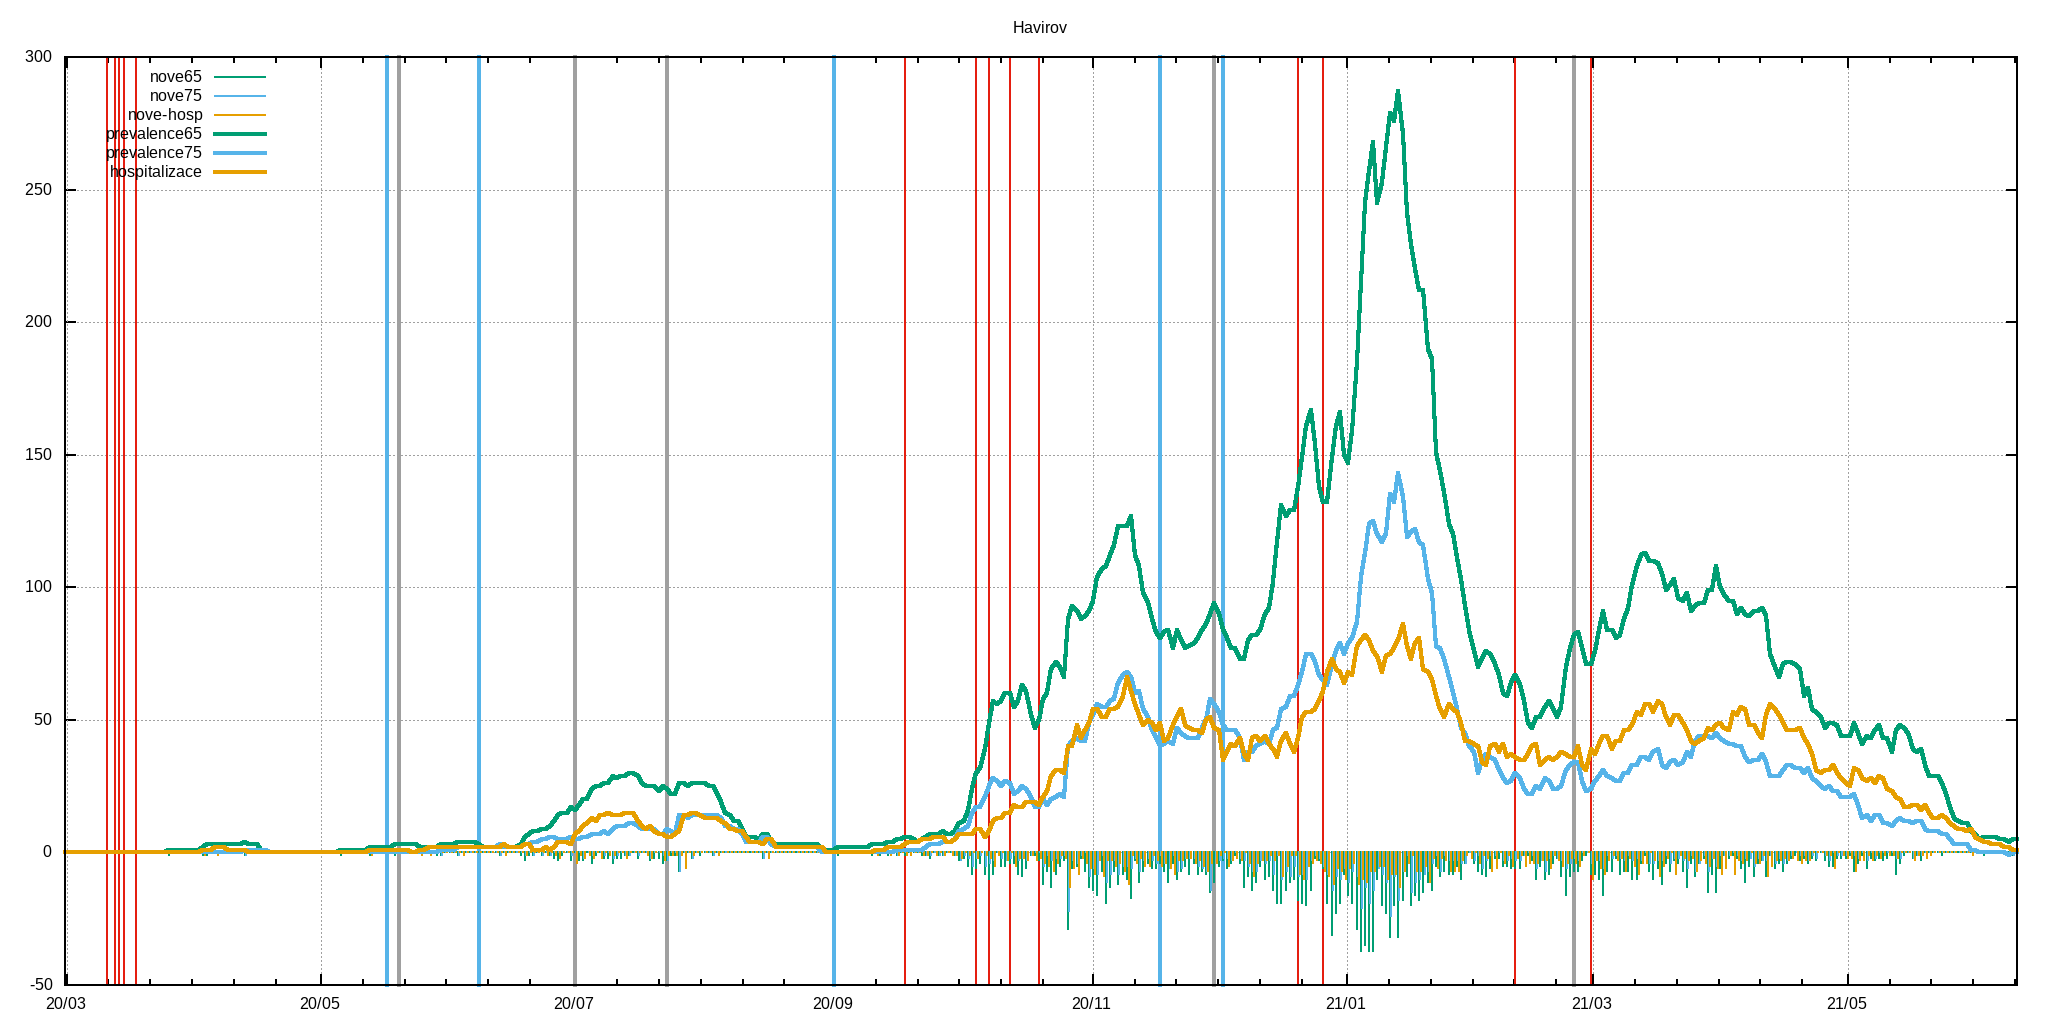 Havirov
300
nove65
nove75
nove-hosp
prevalence65
prevalence75
hospitalizace
250
200
150
100
50
0
-50
20/03 20/05 20/07 20/09 20/11 21/01 21/03 21/05